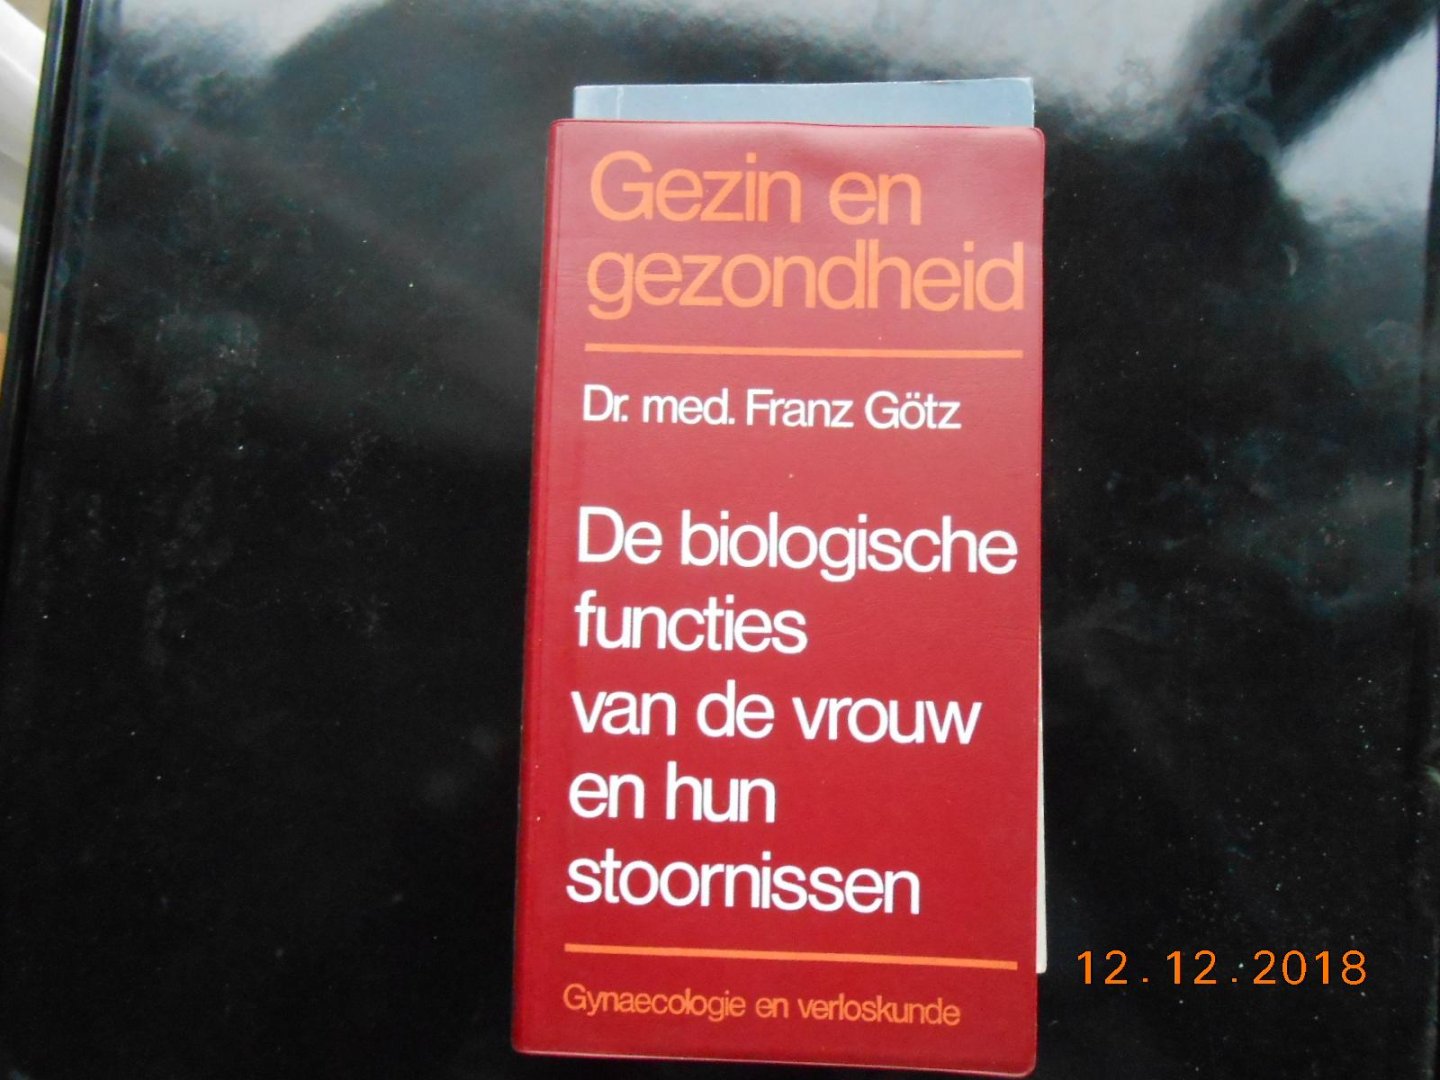 Gezin en
gezondheid
Dr. med. Franz Götz
De biologische
functies
van de vrouw
en hun
stoornissen
Gynaecologie en verloskunde
12.12.2018